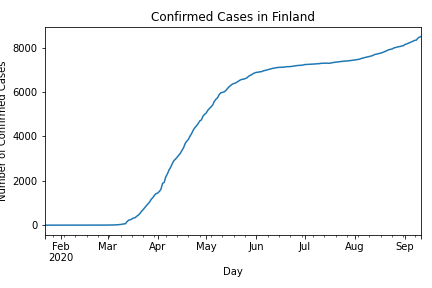 Confirmed Cases in Finland
Number of Confirmed Cases
8000
6000
4000
2000
0
Feb Mar Apr May Jun Jul Aug Sep
2020
Day